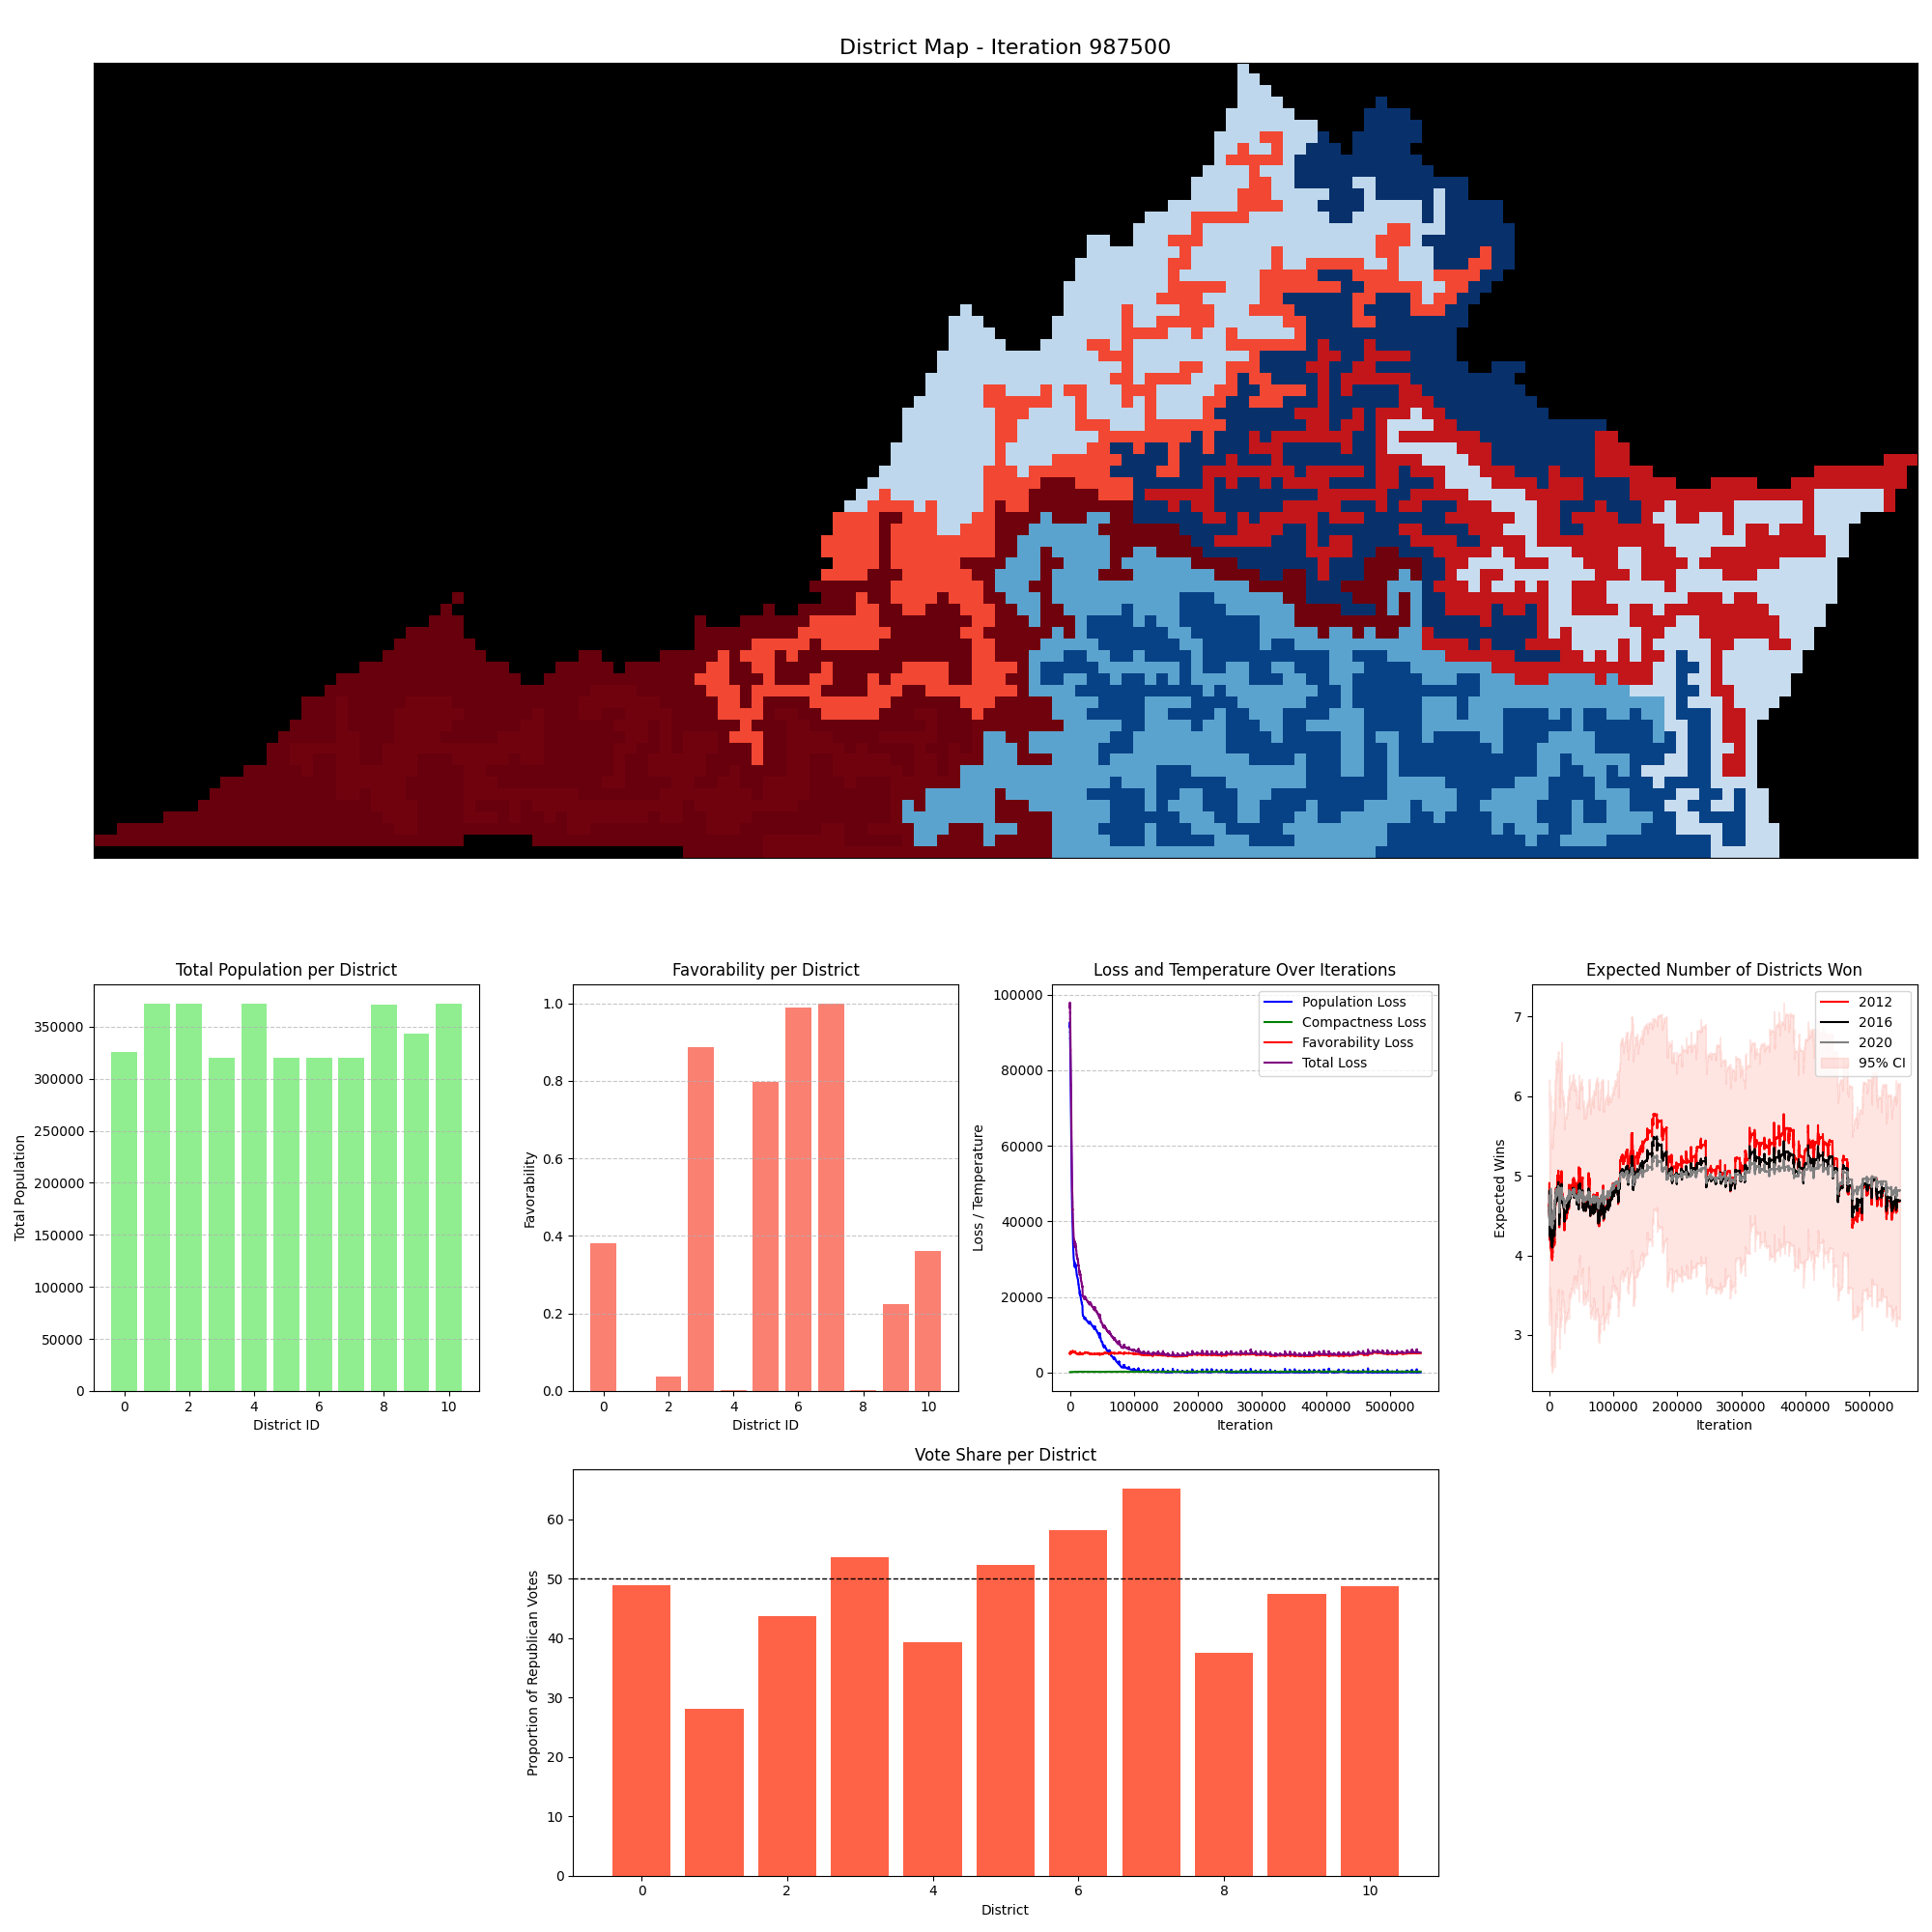 District Map - Iteration 987500
Total Population per District
Total Population
350000
300000
250000
200000
150000
100000
50000
0
0 2 4 6 8 10
District ID
Favorability per District
Favorability
1.0
0.8
0.6
0.4
0.2
0.0
0 2 4 6 8 10
District ID
Loss and Temperature Over Iterations
Loss / Temperature
100000
80000
60000
40000
20000
0
Population Loss
Compactness Loss
Favorability Loss
Total Loss
0 100000 200000 300000 400000 500000
Iteration
Expected Number of Districts Won
Expected Wins
7
6
5
4
3
2012
2016
2020
95% CI
0 100000 200000 300000 400000 500000
Iteration
Vote Share per District
Proportion of Republican Votes
60
50
40
30
20
10
0
0 2 4 6 8 10
District